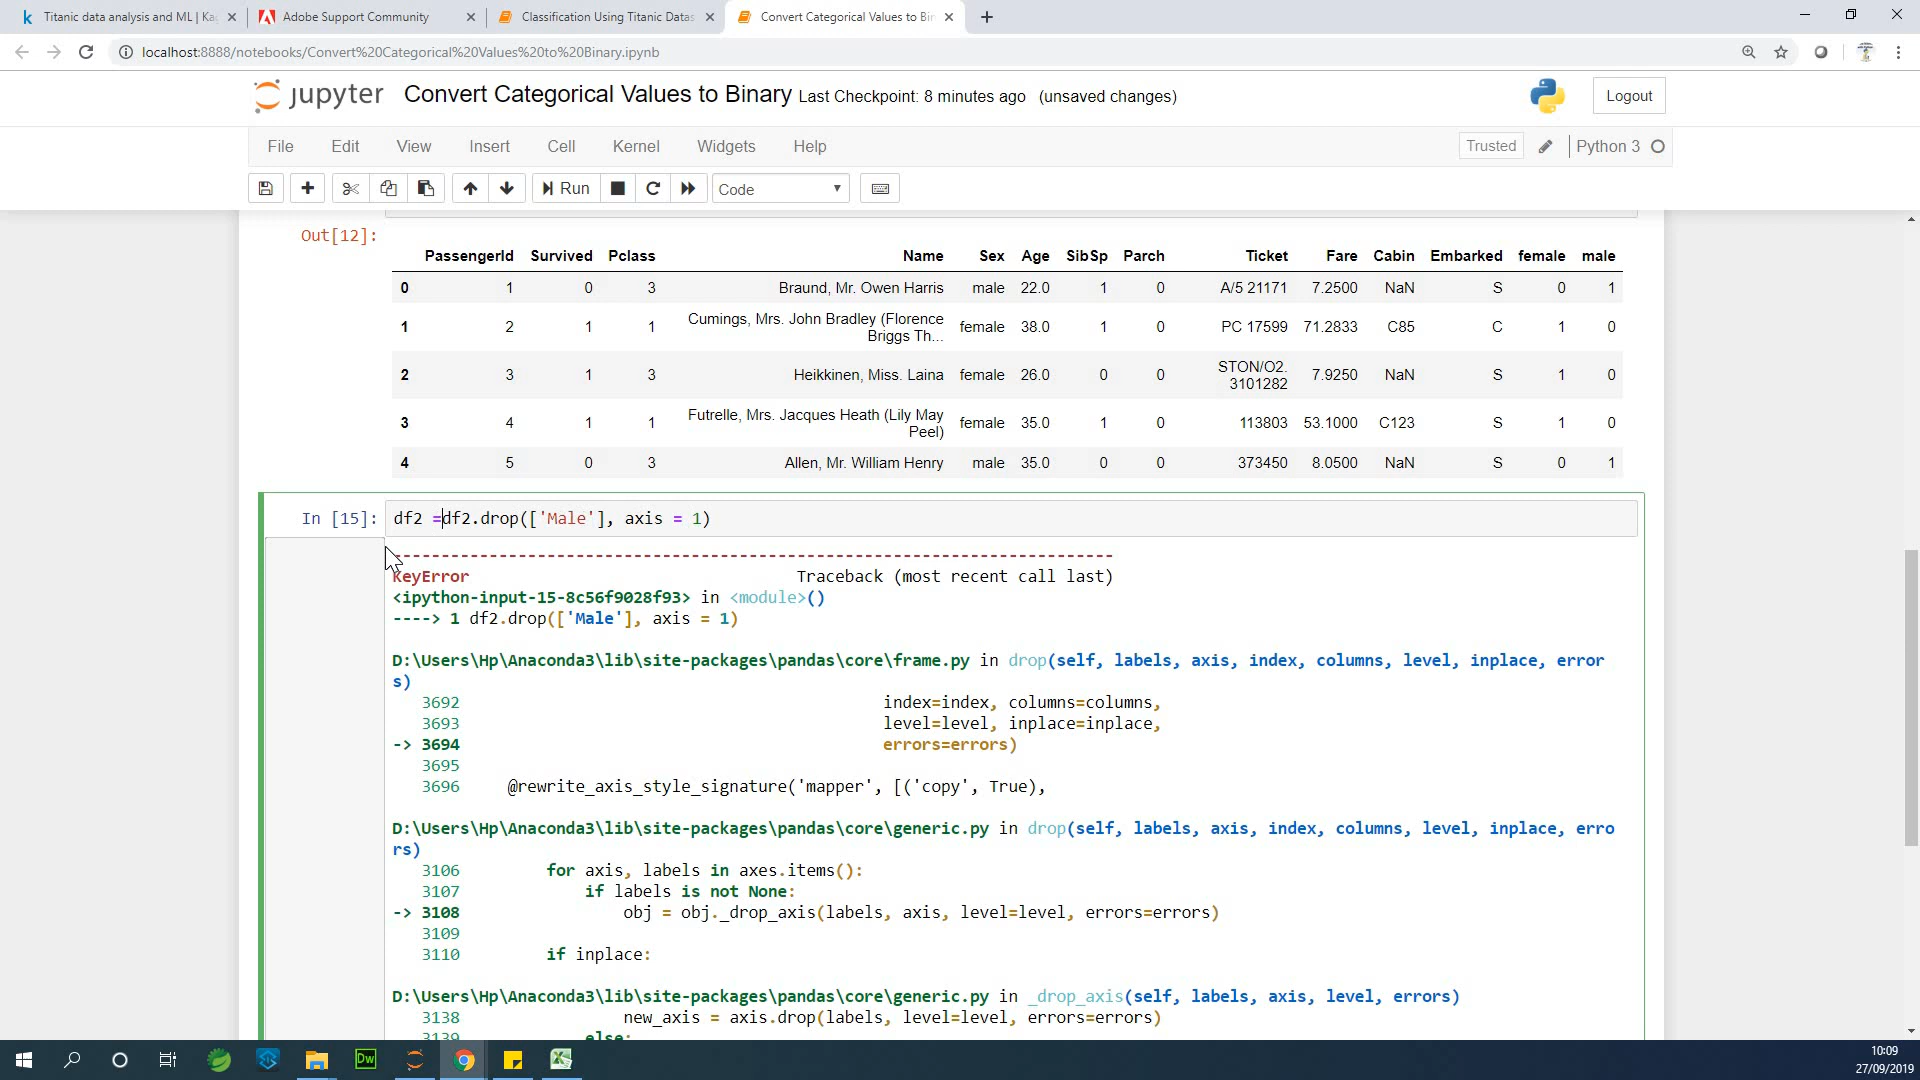 Titanic data analysis and ML | Ka
Adobe Support Community
Classification Using Titanic Datas
Convert Categorical Values to Bin
localhost:8888/notebooks/Convert%20Categorical%20Values%20to%20Binary.ipynb
jupyter Convert Categorical Values to Binary Last Checkpoint: 8 minutes ago (unsaved changes)
Logout
File Edit View Insert Cell Kernel Widgets Help
Trusted Python 3
Run Code
Out[12]:
PassengerId Survived Pclass Name Sex Age SibSp Parch Ticket Fare Cabin Embarked female male
0 1 0 3 Braund, Mr. Owen Harris male 22.0 1 0 A/5 21171 7.2500 NaN S 0 1
1 2 1 1 Cumings, Mrs. John Bradley (Florence Briggs Th... female 38.0 1 0 PC 17599 71.2833 C85 C 1 0
2 3 1 3 Heikkinen, Miss. Laina female 26.0 0 0 STON/O2. 3101282 7.9250 NaN S 1 0
3 4 1 1 Futrelle, Mrs. Jacques Heath (Lily May Peel) female 35.0 1 0 113803 53.1000 C123 S 1 0
4 5 0 3 Allen, Mr. William Henry male 35.0 0 0 373450 8.0500 NaN S 0 1
In [15]: df2 =df2.drop(['Male'], axis = 1)
---------------------------------------------------------------------------
KeyError Traceback (most recent call last)
<ipython-input-15-8c56f9028f93> in <module>()
----> 1 df2.drop(['Male'], axis = 1)
D:\Users\Hp\Anaconda3\lib\site-packages\pandas\core\frame.py in drop(self, labels, axis, index, columns, level, inplace, error
s)
3692 index=index, columns=columns,
3693 level=level, inplace=inplace,
-> 3694 errors=errors)
3695
3696 @rewrite_axis_style_signature('mapper', [('copy', True),
D:\Users\Hp\Anaconda3\lib\site-packages\pandas\core\generic.py in drop(self, labels, axis, index, columns, level, inplace, erro
rs)
3106 for axis, labels in axes.items():
3107 if labels is not None:
-> 3108 obj = obj._drop_axis(labels, axis, level=level, errors=errors)
3109
3110 if inplace:
D:\Users\Hp\Anaconda3\lib\site-packages\pandas\core\generic.py in _drop_axis(self, labels, axis, level, errors)
3138 new_axis = axis.drop(labels, level=level, errors=errors)
3139 else:
Dw
10:09
27/09/2019